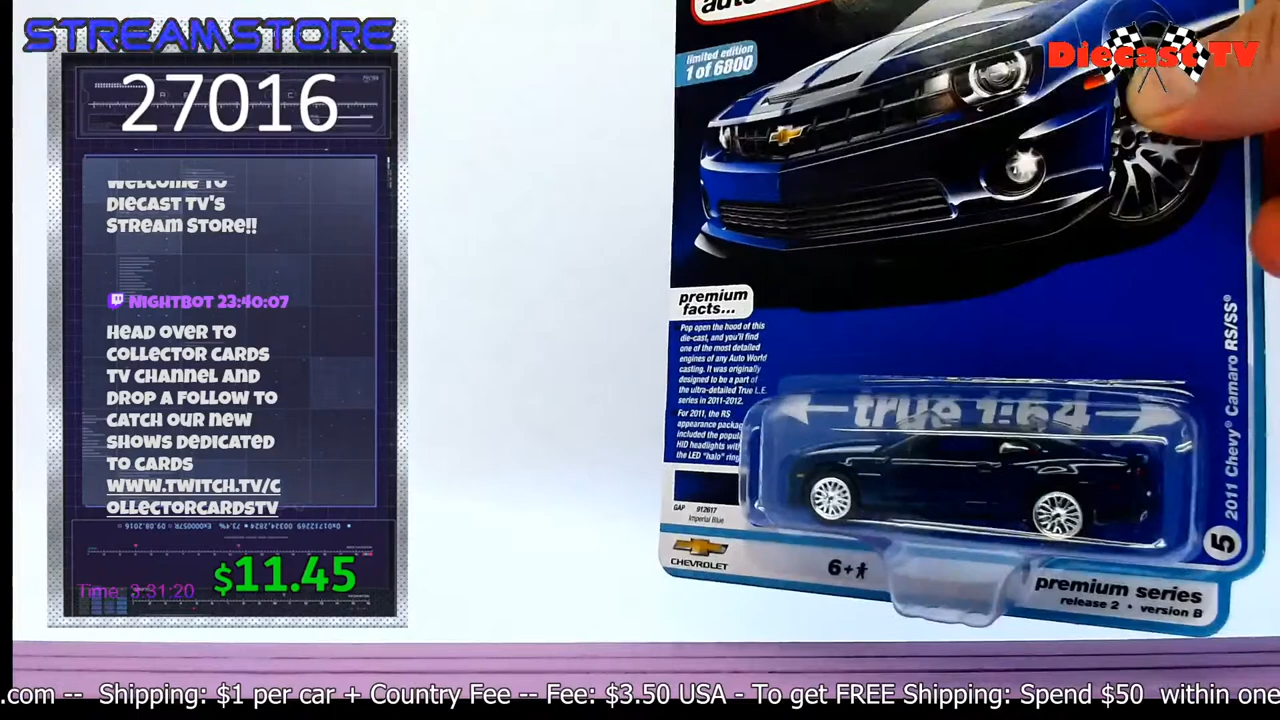 STREAMSTORE
27016
WELCOME TO
DIECAST TV'S
STREAM STORE!!
NIGHTBOT 23:40:07
HEAD OVER TO
COLLECTOR CARDS
TV CHANNEL AND
DROP A FOLLOW TO
CATCH OUR NEW
SHOWS DEDICATED
TO CARDS
WWW.TWITCH.TV/C
OLLECTORCARDSTV
Time: 3:31:20
$11.45
auto
limited edition
1 of 6800
Diecast TV
premium
facts...
Pop open the hood of this
die-cast, and you'll find
one of the most detailed
engines of any Auto World
casting. It was originally
designed to be a part of
the ultra-detailed True L.E.
series in 2011-2012.
For 2011, the RS
appearance packag
included the popul
HID headlights with
the LED "halo" ring
true 1:64
GAP 912617
Imperial Blue
CHEVROLET
6+
2011 Chevy® Camaro RS/SS®
5
premium series
release 2 • version B
.com -- Shipping: $1 per car + Country Fee -- Fee: $3.50 USA - To get FREE Shipping: Spend $50 within one